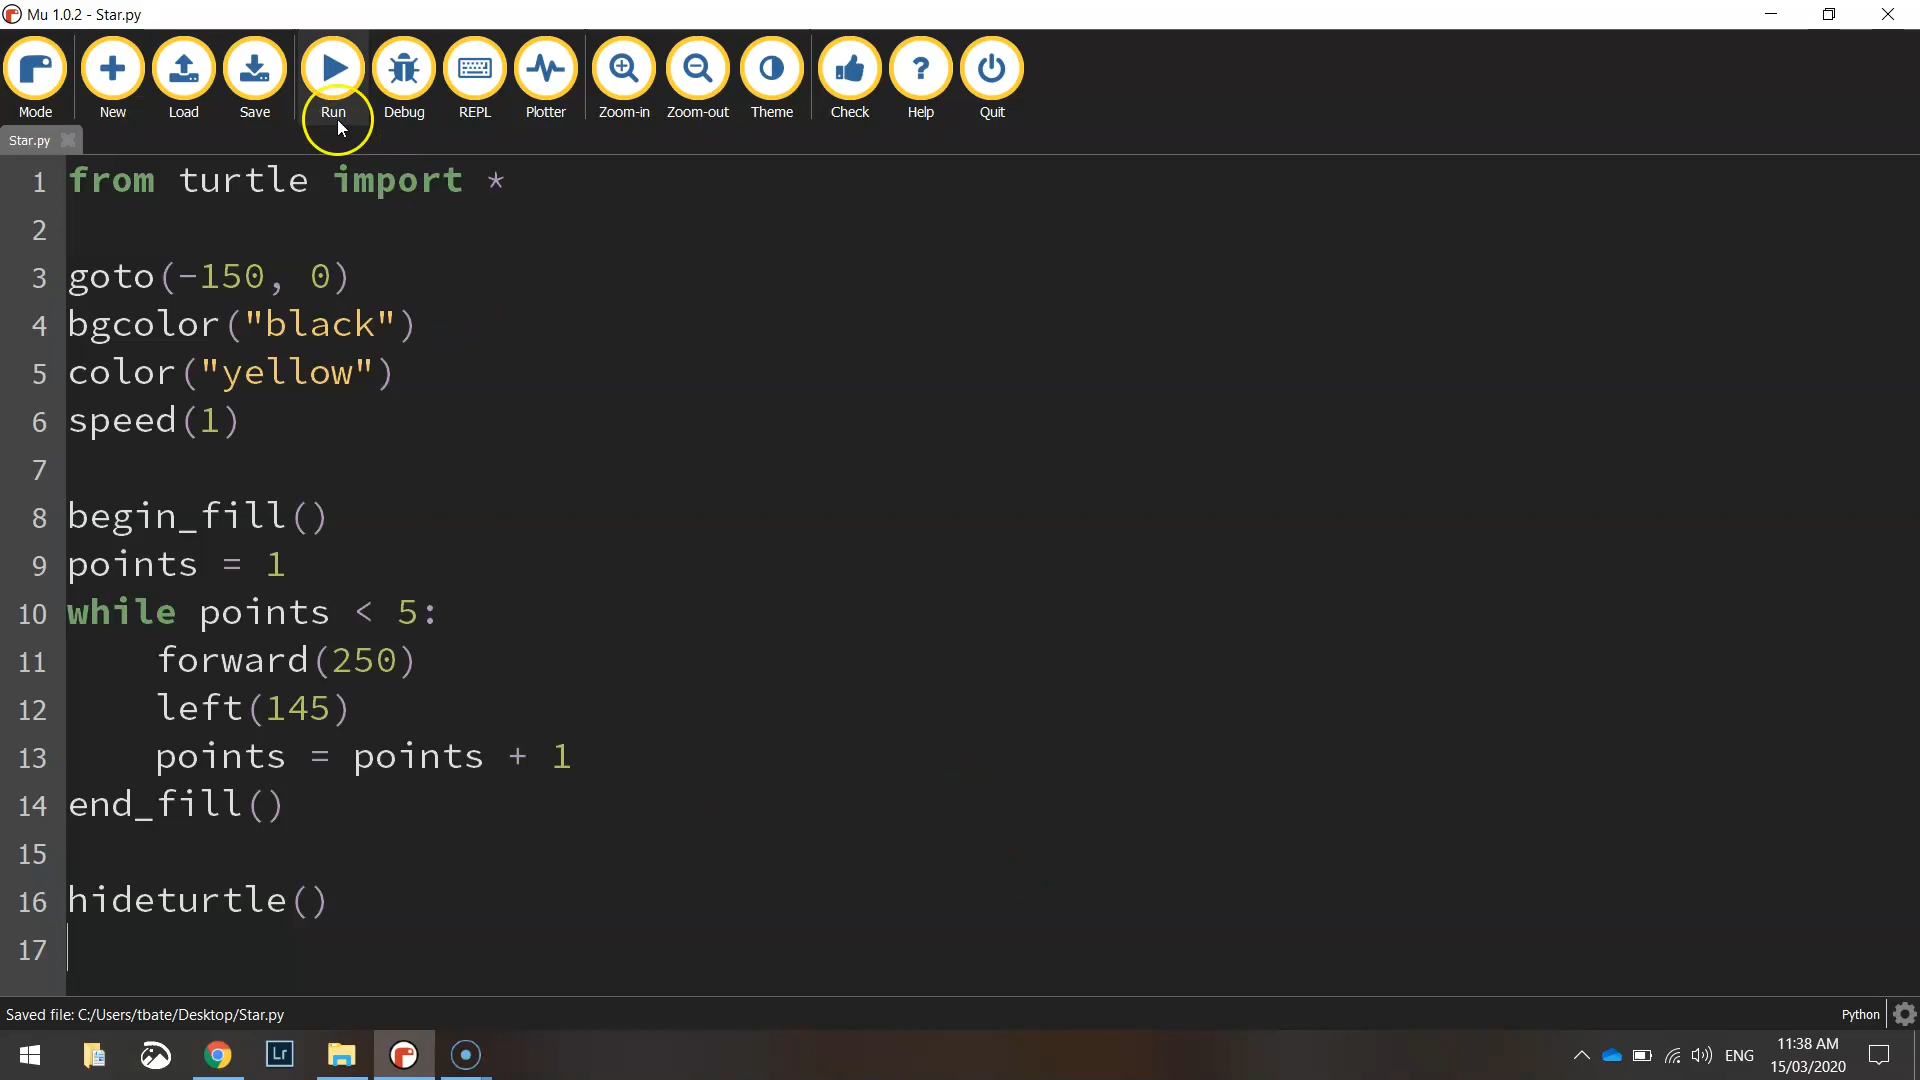 Mu 1.0.2 - Star.py
Mode New Load Save Run Debug REPL Plotter Zoom-in Zoom-out Theme Check Help Quit
Star.py
1 from turtle import *
2
3 goto(-150, 0)
4 bgcolor("black")
5 color("yellow")
6 speed(1)
7
8 begin_fill()
9 points = 1
10 while points < 5:
11 forward(250)
12 left(145)
13 points = points + 1
14 end_fill()
15
16 hideturtle()
17
Saved file: C:/Users/tbate/Desktop/Star.py Python
Lr ENG 11:38 AM
15/03/2020